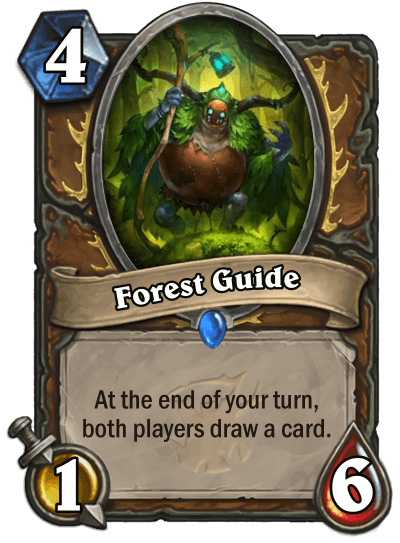 4
Forest Guide
At the end of your turn,
both players draw a card.
1
6